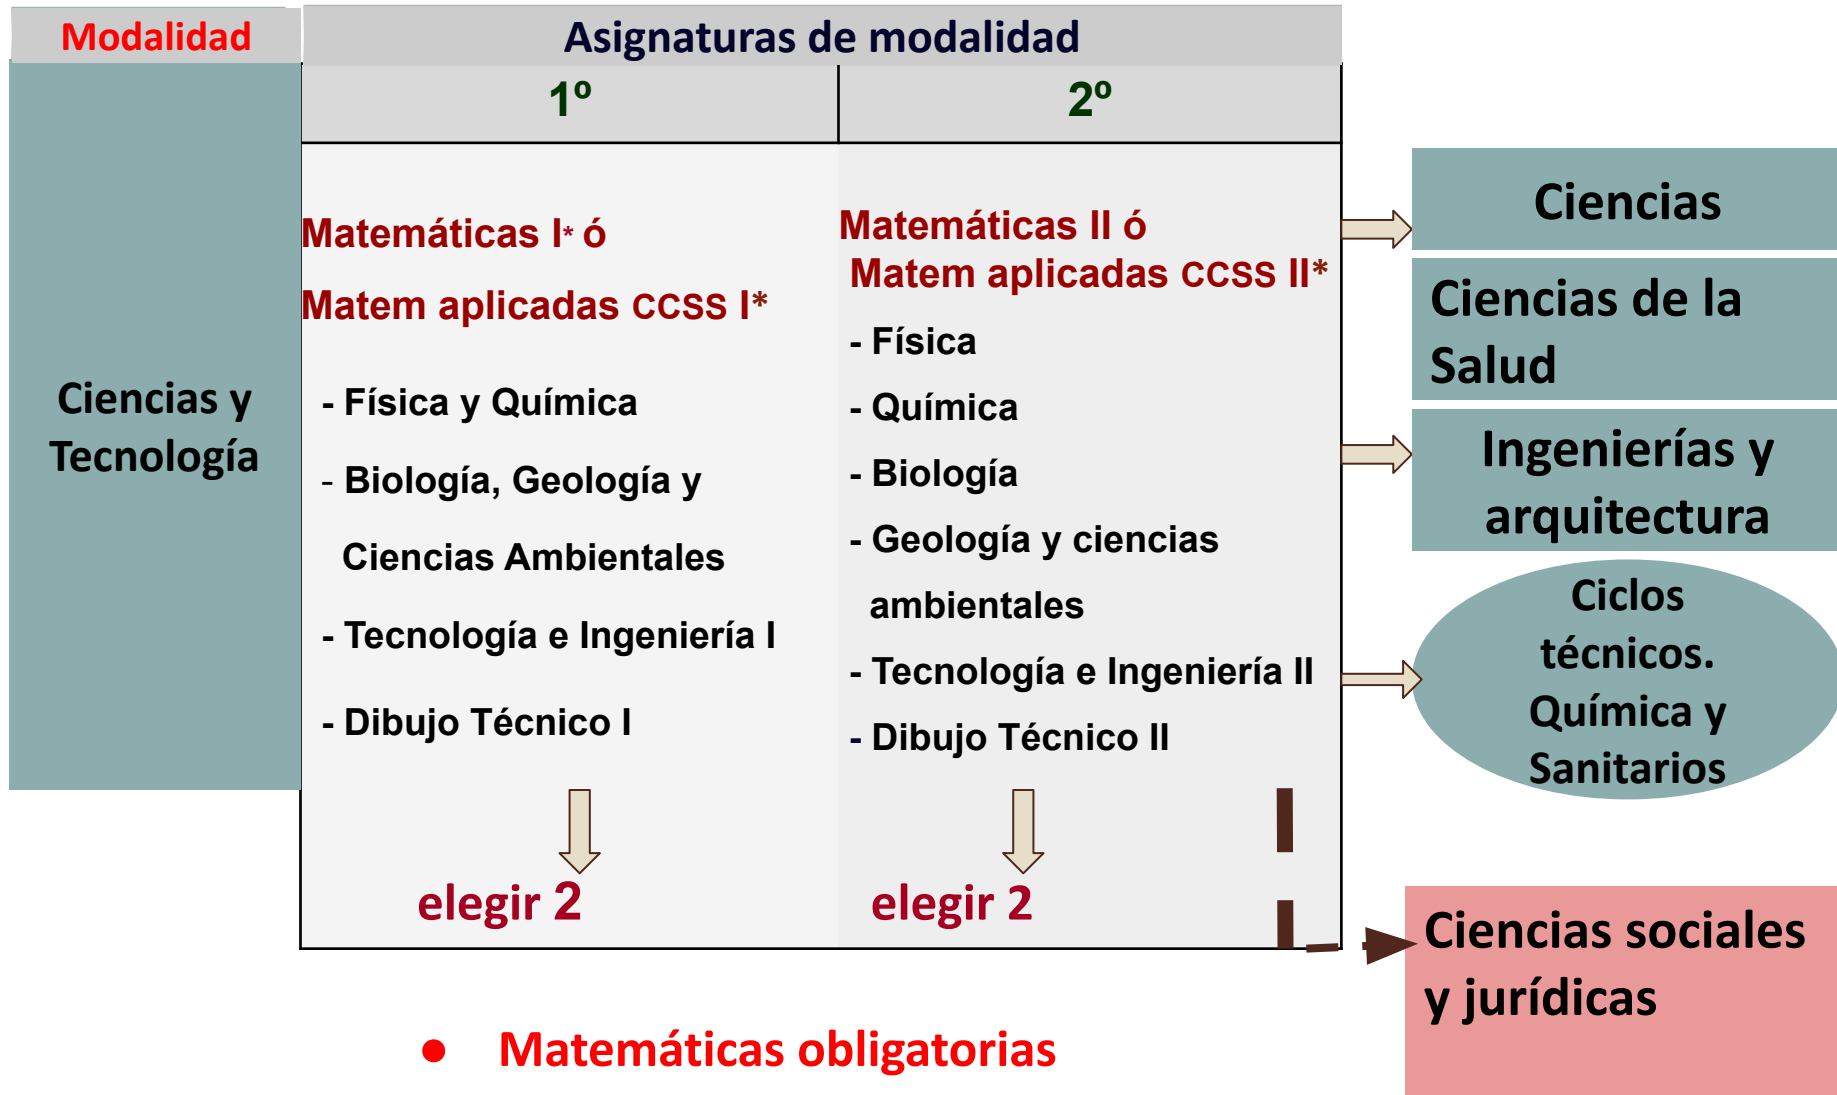 Modalidad
Asignaturas de modalidad
1º
2º
Ciencias y
Tecnología
Matemáticas I* ó
Matem aplicadas CCSS I*
- Física y Química
- Biología, Geología y
Ciencias Ambientales
- Tecnología e Ingeniería I
- Dibujo Técnico I
elegir 2
Matemáticas II ó
Matem aplicadas CCSS II*
- Física
- Química
- Biología
- Geología y ciencias
ambientales
- Tecnología e Ingeniería II
- Dibujo Técnico II
elegir 2
Ciencias
Ciencias de la
Salud
Ingenierías y
arquitectura
Ciclos
técnicos.
Química y
Sanitarios
Ciencias sociales
y jurídicas
● Matemáticas obligatorias